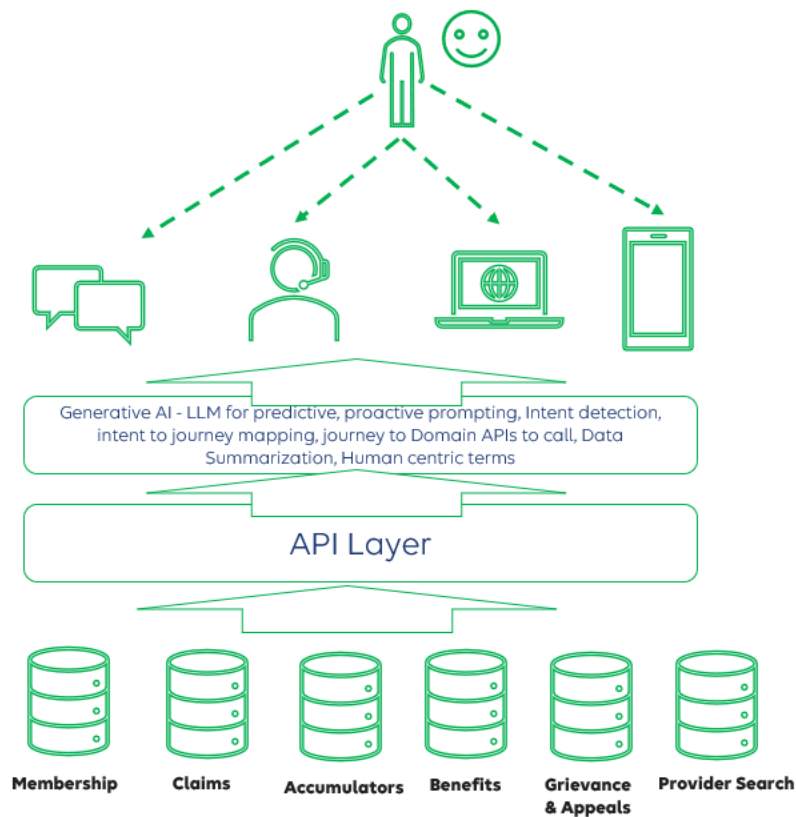 Generative AI - LLM for predictive, proactive prompting, Intent detection,
intent to journey mapping, journey to Domain APIs to call, Data
Summarization, Human centric terms
API Layer
Membership
Claims
Accumulators
Benefits
Grievance
& Appeals
Provider Search